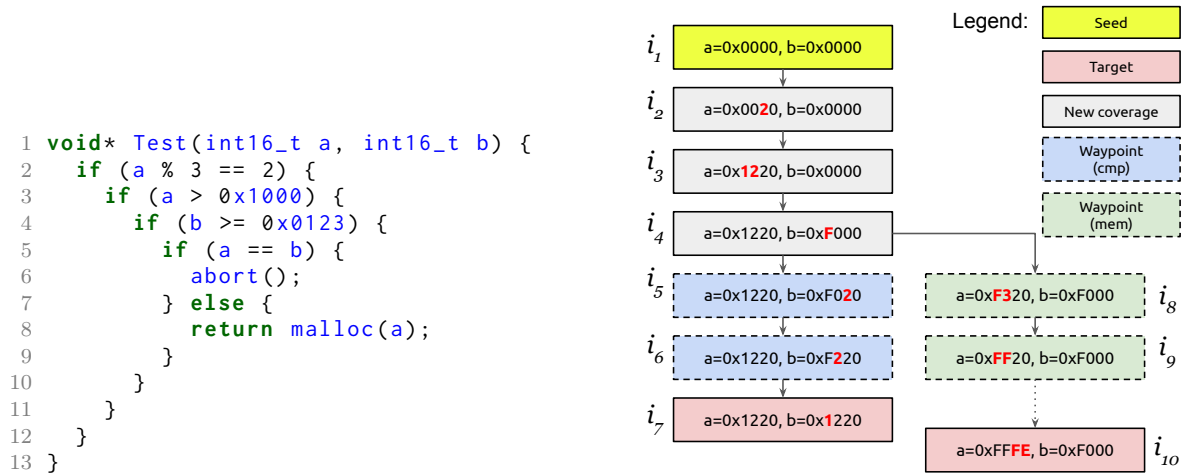 1 void* Test(int16_t a, int16_t b) {
2 if (a % 3 == 2) {
3 if (a > 0x1000) {
4 if (b >= 0x0123) {
5 if (a == b) {
6 abort();
7 } else {
8 return malloc(a);
9 }
10 }
11 }
12 }
13 }
Legend:
Seed
Target
New coverage
Waypoint
(cmp)
Waypoint
(mem)
i1 a=0x0000, b=0x0000
i2 a=0x0020, b=0x0000
i3 a=0x1220, b=0x0000
i4 a=0x1220, b=0xF000
i5 a=0x1220, b=0xF020
i6 a=0x1220, b=0xF220
i7 a=0x1220, b=0x1220
a=0xF320, b=0xF000 i8
a=0xFF20, b=0xF000 i9
a=0xFFFE, b=0xF000 i10